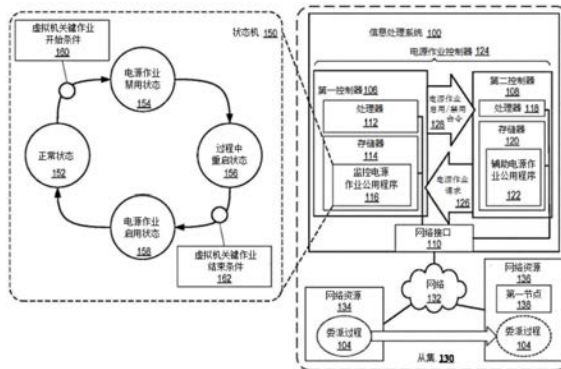 虚拟机关键作业
开始条件
160
状态机 150
电源作业
禁用状态
154
正常状态
152
过程中
重启状态
156
电源作业
启用状态
158
虚拟机关键作业
结束条件
162
信息处理系统 100
电源作业控制器 124
第一控制器 106
处理器
112
存储器
114
监控电源
作业公用程序
116
电源作业
启用/禁用
命令
128
电源作业
请求
126
第二控制器
108
处理器 118
存储器
120
辅助电源作
业公用程序
122
网络接口
110
网络
132
网络资源
134
委派过程
104
网络资源
136
第一节点
138
委派过程
104
从集 130